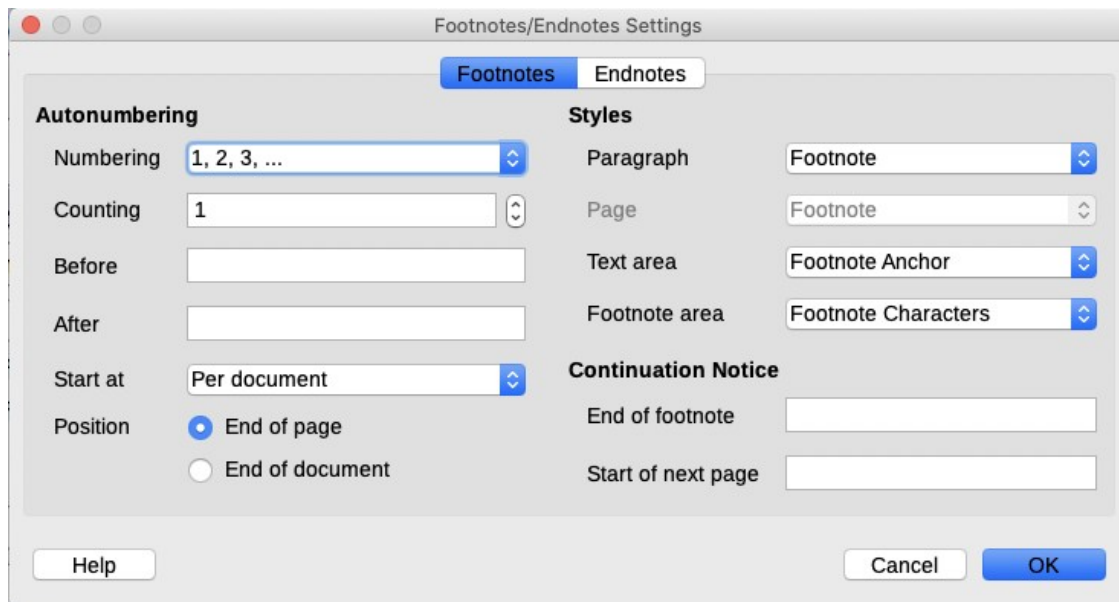 Footnotes/Endnotes Settings
Footnotes Endnotes
Autonumbering
Numbering 1, 2, 3, ...
Counting 1
Before
After
Start at Per document
Position End of page
End of document
Styles
Paragraph Footnote
Page Footnote
Text area Footnote Anchor
Footnote area Footnote Characters
Continuation Notice
End of footnote
Start of next page
Help Cancel OK